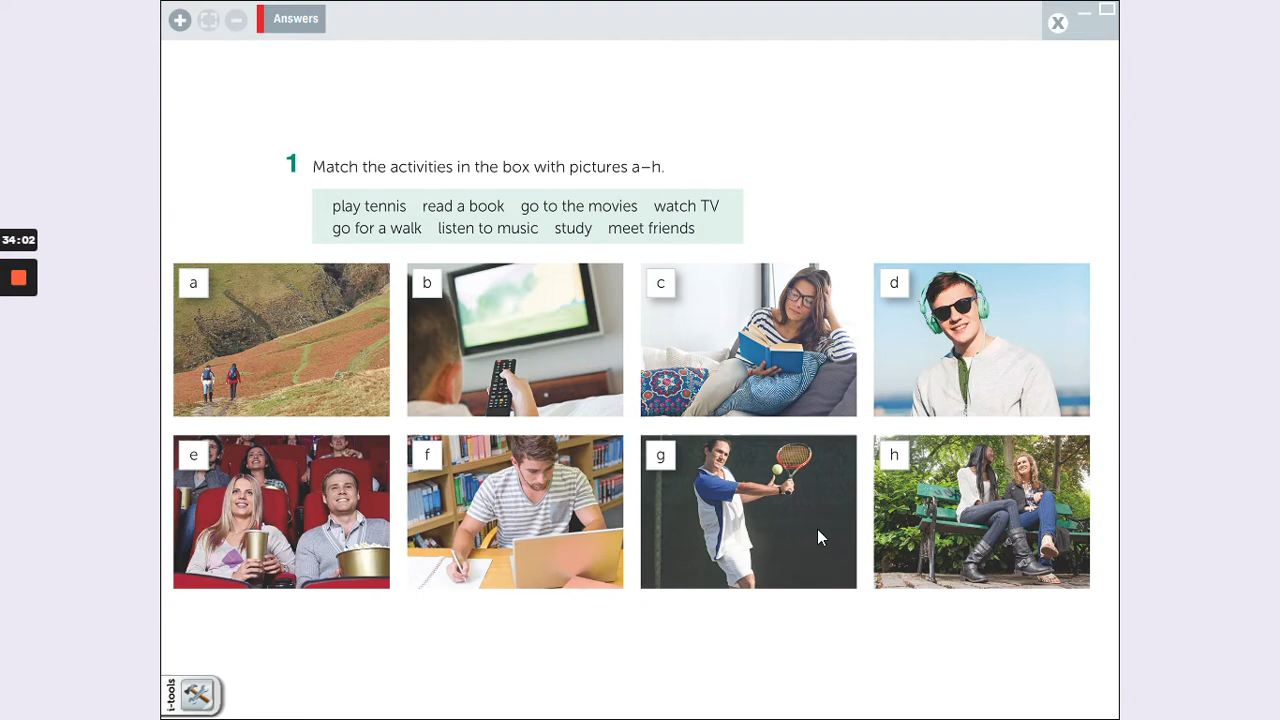 Answers
X
34:02
1 Match the activities in the box with pictures a–h.
play tennis read a book go to the movies watch TV
go for a walk listen to music study meet friends
a b c d
e f g h
i-tools